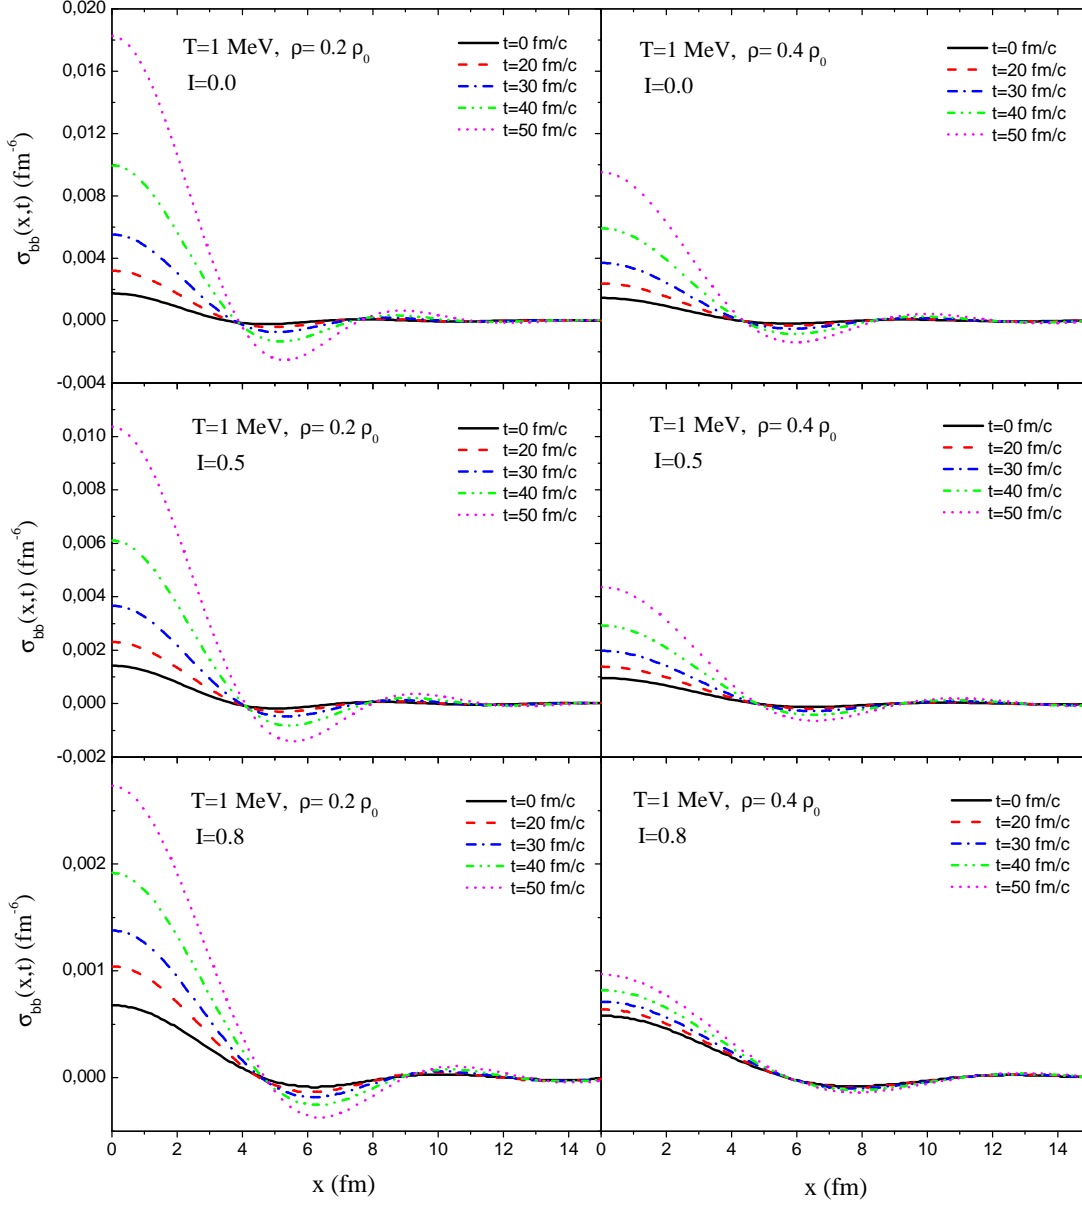 0,020
0,016
0,012
0,008
0,004
0,000
-0,004
σbb(x,t) (fm⁻⁶)
T=1 MeV, ρ= 0.2 ρ0
I=0.0
t=0 fm/c
t=20 fm/c
t=30 fm/c
t=40 fm/c
t=50 fm/c
T=1 MeV, ρ= 0.4 ρ0
I=0.0
t=0 fm/c
t=20 fm/c
t=30 fm/c
t=40 fm/c
t=50 fm/c
0,010
0,008
0,006
0,004
0,002
0,000
-0,002
σbb(x,t) (fm⁻⁶)
T=1 MeV, ρ= 0.2 ρ0
I=0.5
t=0 fm/c
t=20 fm/c
t=30 fm/c
t=40 fm/c
t=50 fm/c
T=1 MeV, ρ= 0.4 ρ0
I=0.5
t=0 fm/c
t=20 fm/c
t=30 fm/c
t=40 fm/c
t=50 fm/c
0,002
0,001
0,000
σbb(x,t) (fm⁻⁶)
T=1 MeV, ρ= 0.2 ρ0
I=0.8
t=0 fm/c
t=20 fm/c
t=30 fm/c
t=40 fm/c
t=50 fm/c
T=1 MeV, ρ= 0.4 ρ0
I=0.8
t=0 fm/c
t=20 fm/c
t=30 fm/c
t=40 fm/c
t=50 fm/c
0 2 4 6 8 10 12 14
0 2 4 6 8 10 12 14
x (fm)
x (fm)